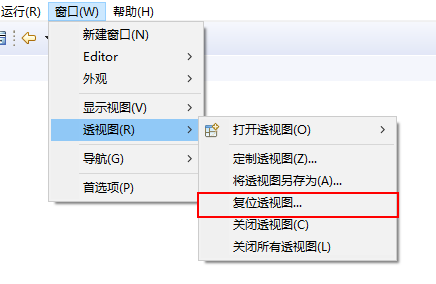 运行(R) 窗口(W) 帮助(H)
新建窗口(N)
Editor
外观
显示视图(V)
透视图(R)
导航(G)
首选项(P)
打开透视图(O)
定制透视图(Z)...
将透视图另存为(A)...
复位透视图...
关闭透视图(C)
关闭所有透视图(L)